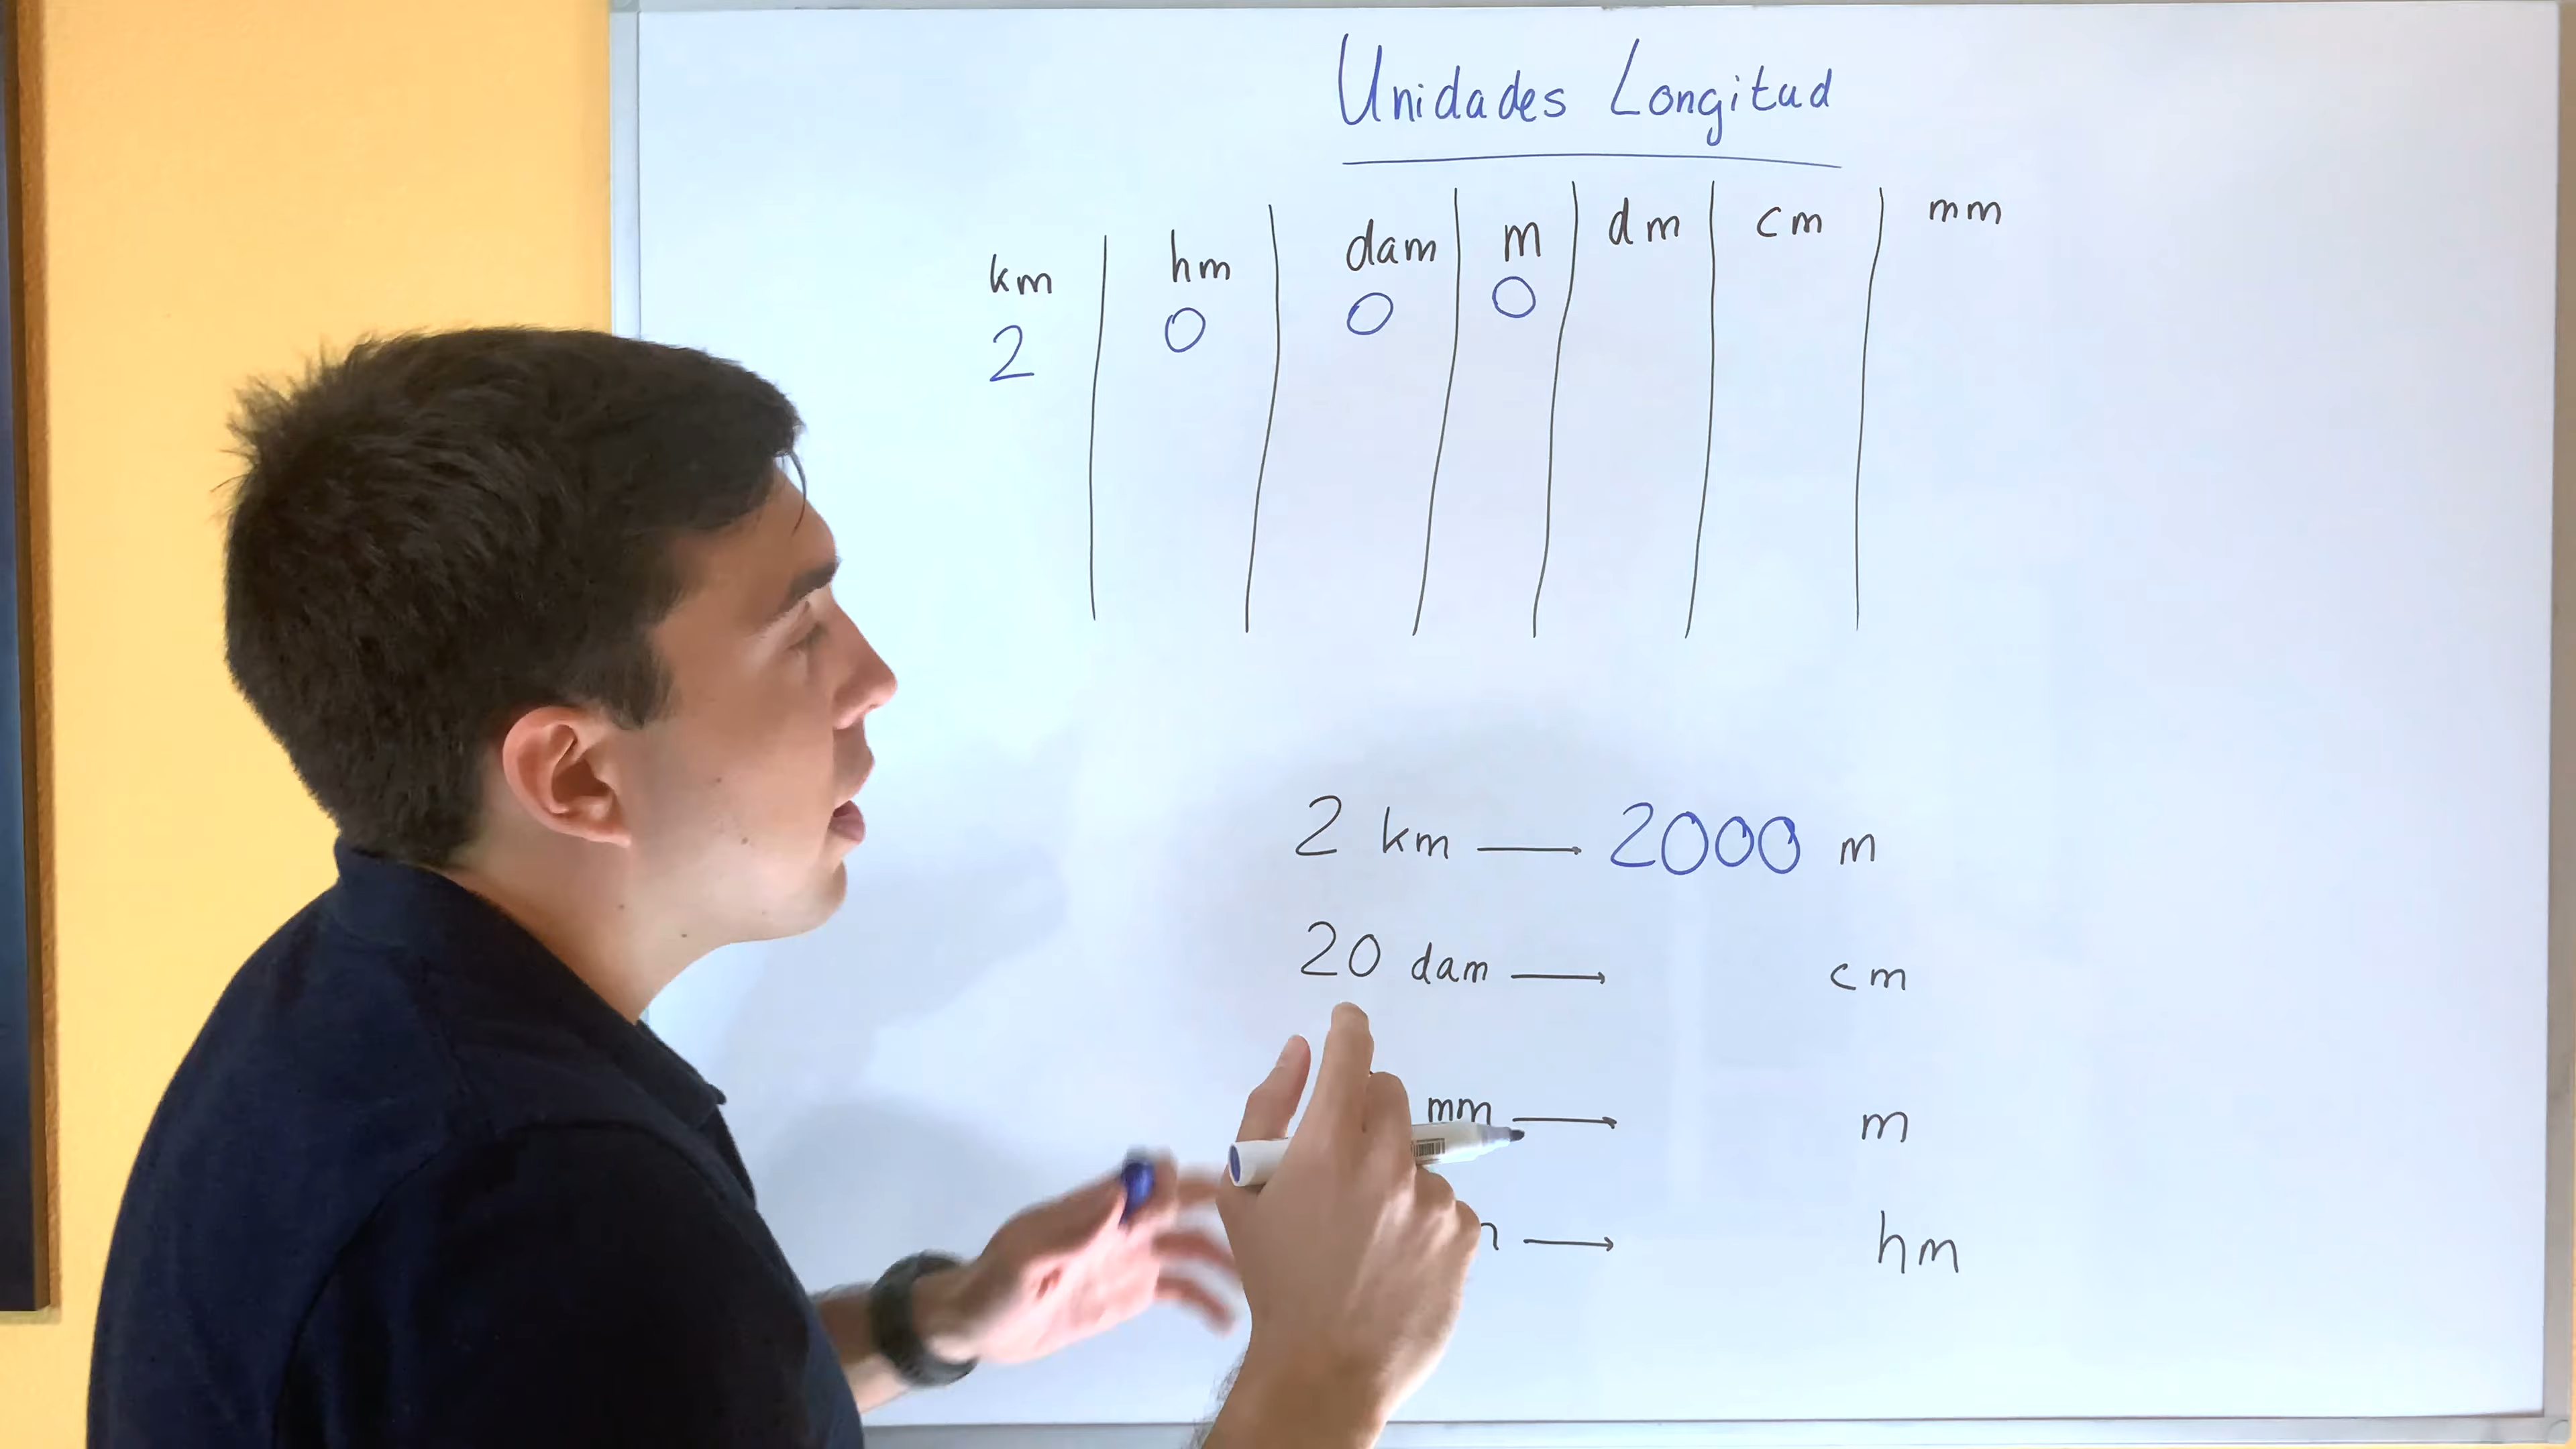 Unidades Longitud
km hm dam m dm cm mm
2 0 0 0
2 km → 2000 m
20 dam → cm
mm → m
→ hm